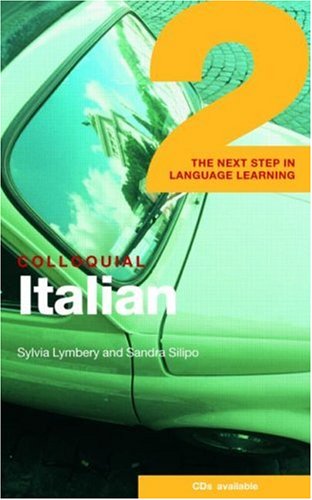 2
THE NEXT STEP IN
LANGUAGE LEARNING
COLLOQUIAL
Italian
Sylvia Lymbery and Sandra Silipo
CDs available